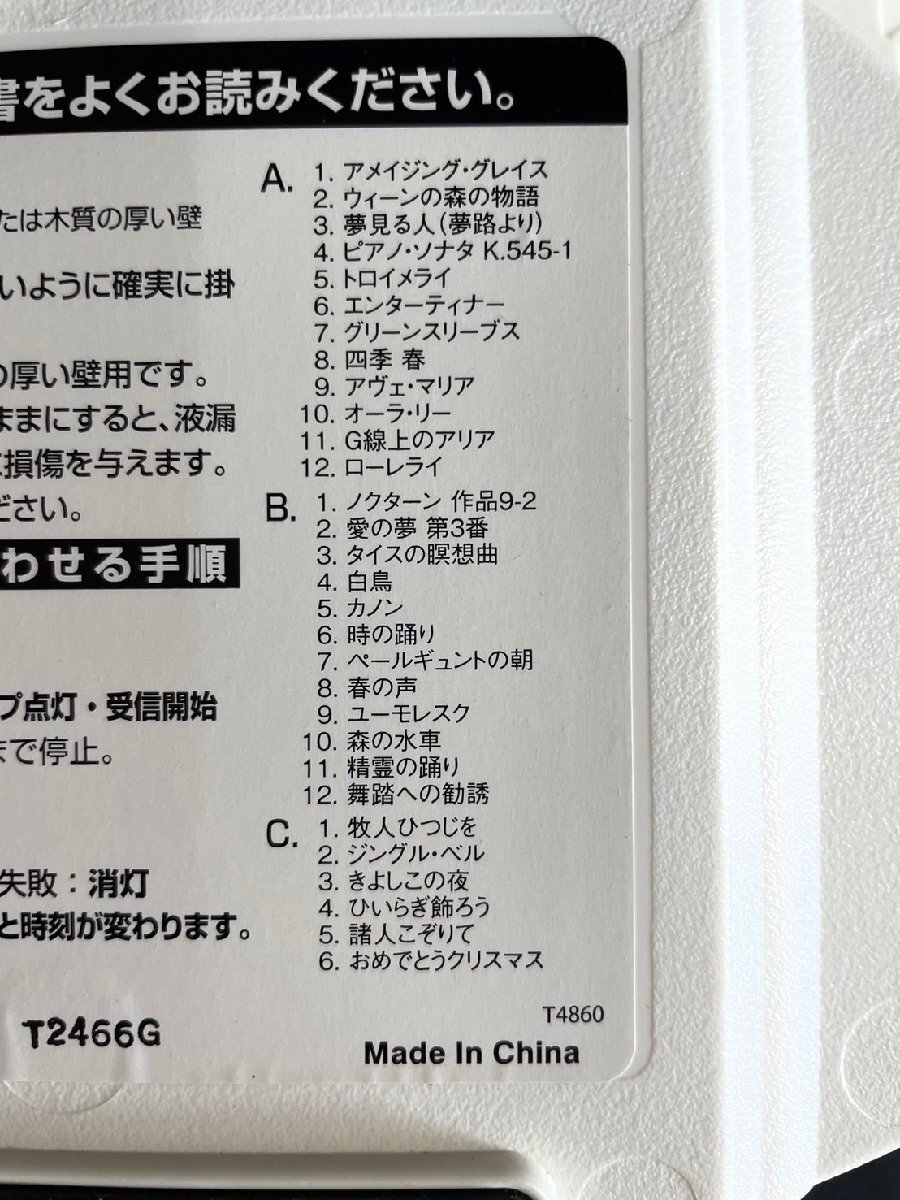 書をよくお読みください。
たは木質の厚い壁
いように確実に掛
の厚い壁用です。
ままにすると、液漏
に損傷を与えます。
ださい。
わせる手順
プ点灯・受信開始
まで停止。
失敗：消灯
と時刻が変わります。
T2466G
A. 1. アメイジング・グレイス
2. ウィーンの森の物語
3. 夢見る人(夢路より)
4. ピアノ・ソナタ K.545-1
5. トロイメライ
6. エンターティナー
7. グリーンスリーブス
8. 四季 春
9. アヴェ・マリア
10. オーラ・リー
11. G線上のアリア
12. ローレライ
B. 1. ノクターン 作品9-2
2. 愛の夢 第3番
3. タイスの瞑想曲
4. 白鳥
5. カノン
6. 時の踊り
7. ペールギュントの朝
8. 春の声
9. ユーモレスク
10. 森の水車
11. 精霊の踊り
12. 舞踏への勧誘
C. 1. 牧人ひつじを
2. ジングル・ベル
3. きよしこの夜
4. ひいらぎ飾ろう
5. 諸人こぞりて
6. おめでとうクリスマス
T4860
Made In China